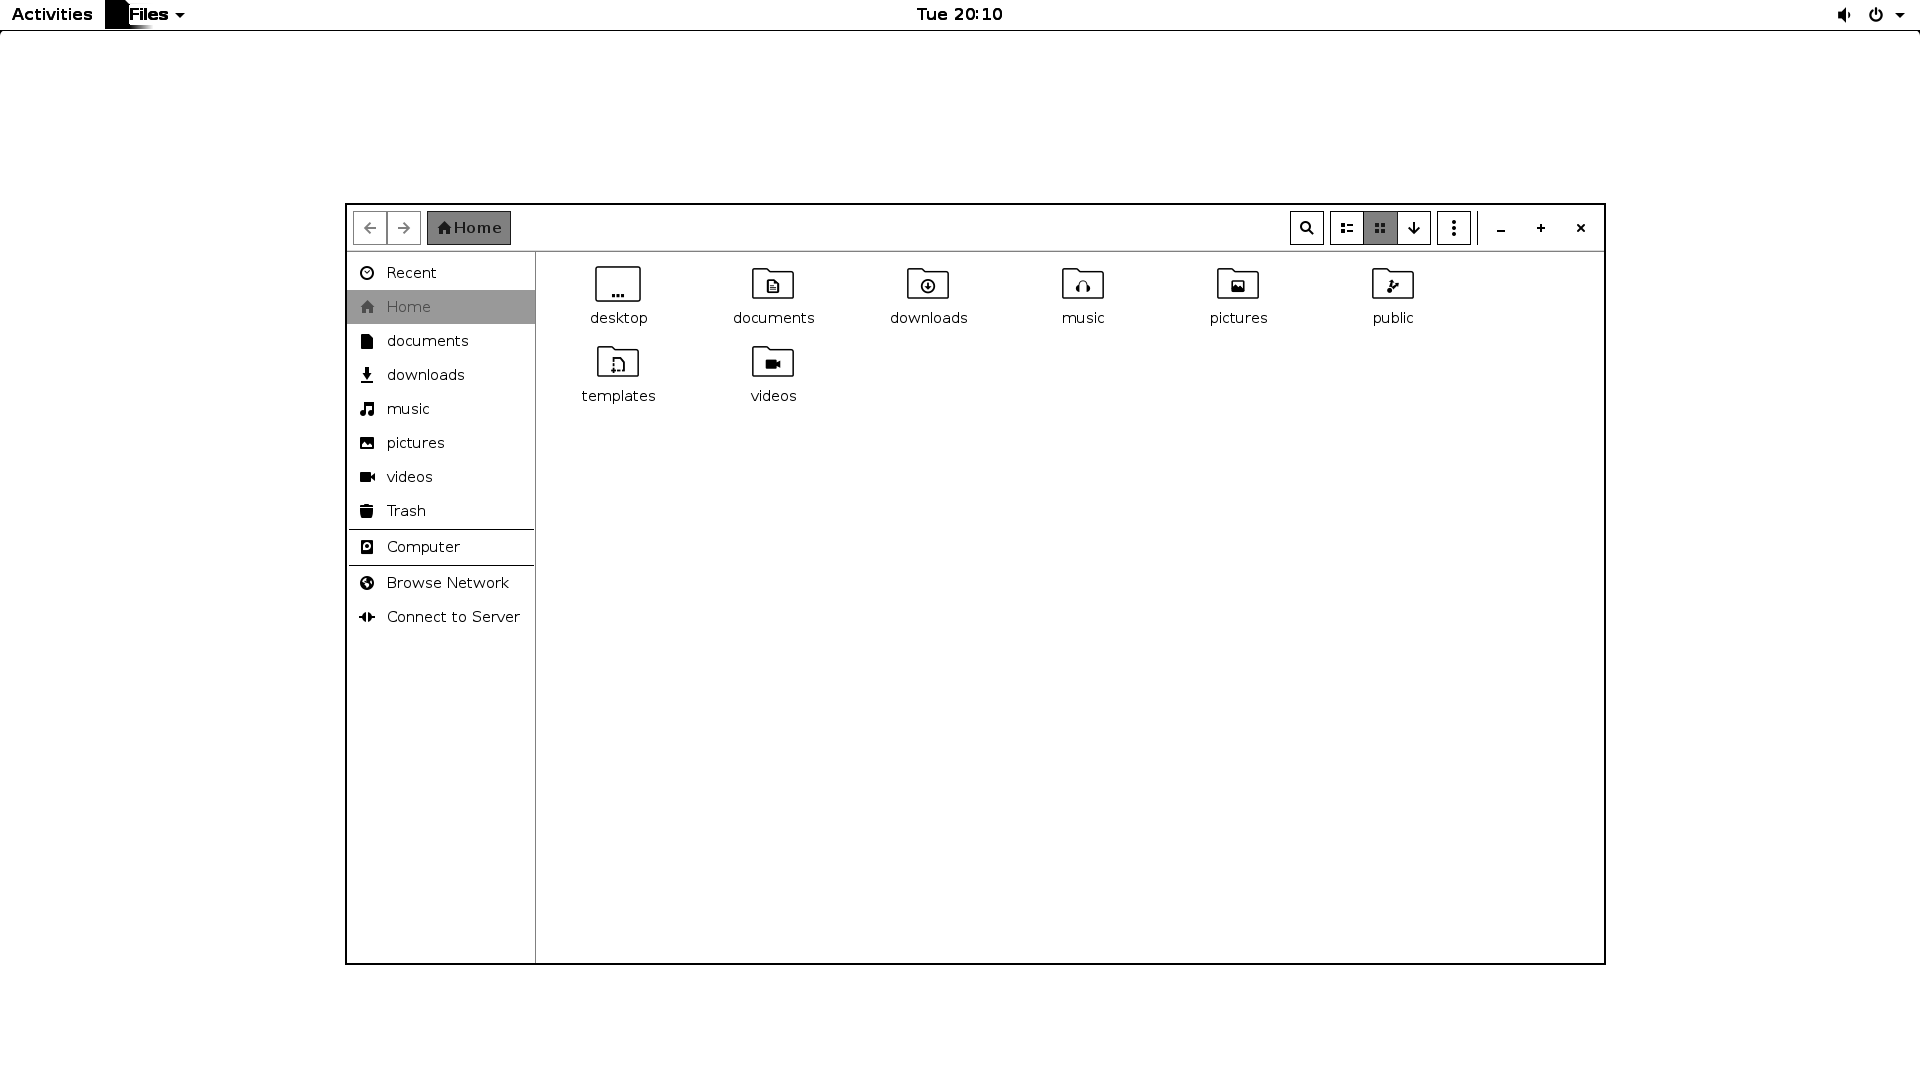 Activities Files Tue 20:10
Home
Recent
Home
documents
downloads
music
pictures
videos
Trash
Computer
Browse Network
Connect to Server
desktop documents downloads music pictures public
templates videos